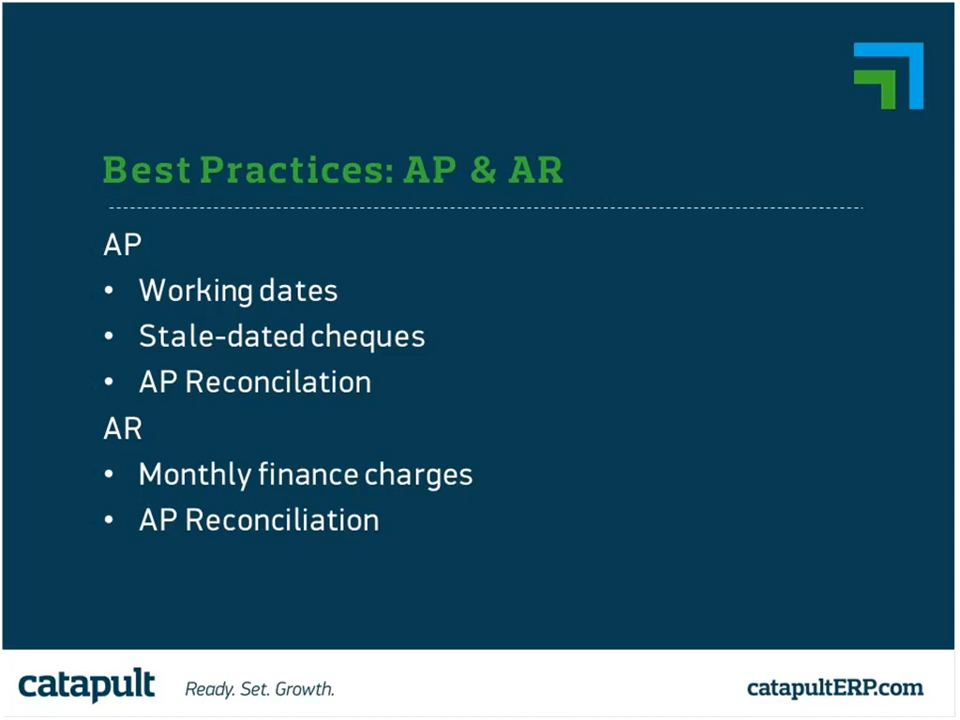 Best Practices: AP & AR
AP
• Working dates
• Stale-dated cheques
• AP Reconcilation
AR
• Monthly finance charges
• AP Reconciliation
catapult Ready. Set. Growth. catapultERP.com